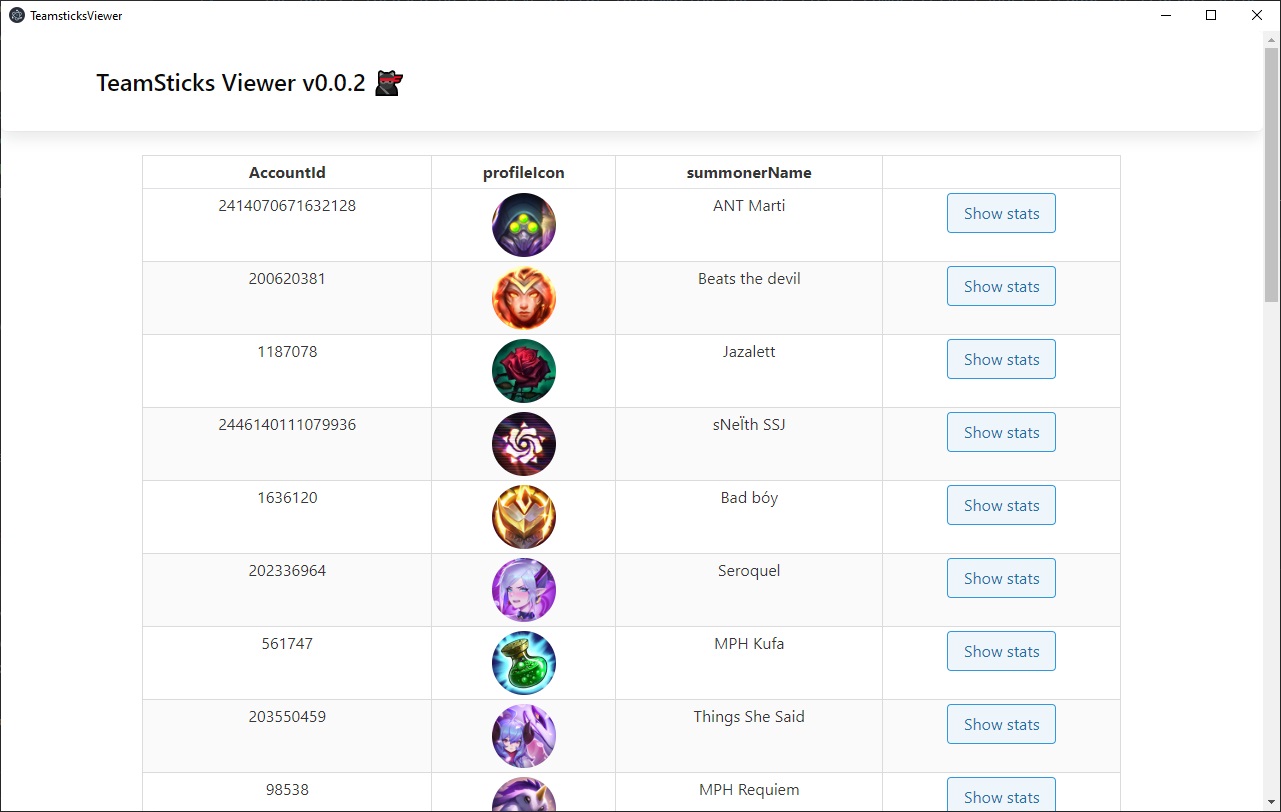 TeamsticksViewer
TeamSticks Viewer v0.0.2
AccountId profileIcon summonerName
2414070671632128 ANT Marti Show stats
200620381 Beats the devil Show stats
1187078 Jazalett Show stats
2446140111079936 sNeÏth SSJ Show stats
1636120 Bad bóy Show stats
202336964 Seroquel Show stats
561747 MPH Kufa Show stats
203550459 Things She Said Show stats
98538 MPH Requiem Show stats